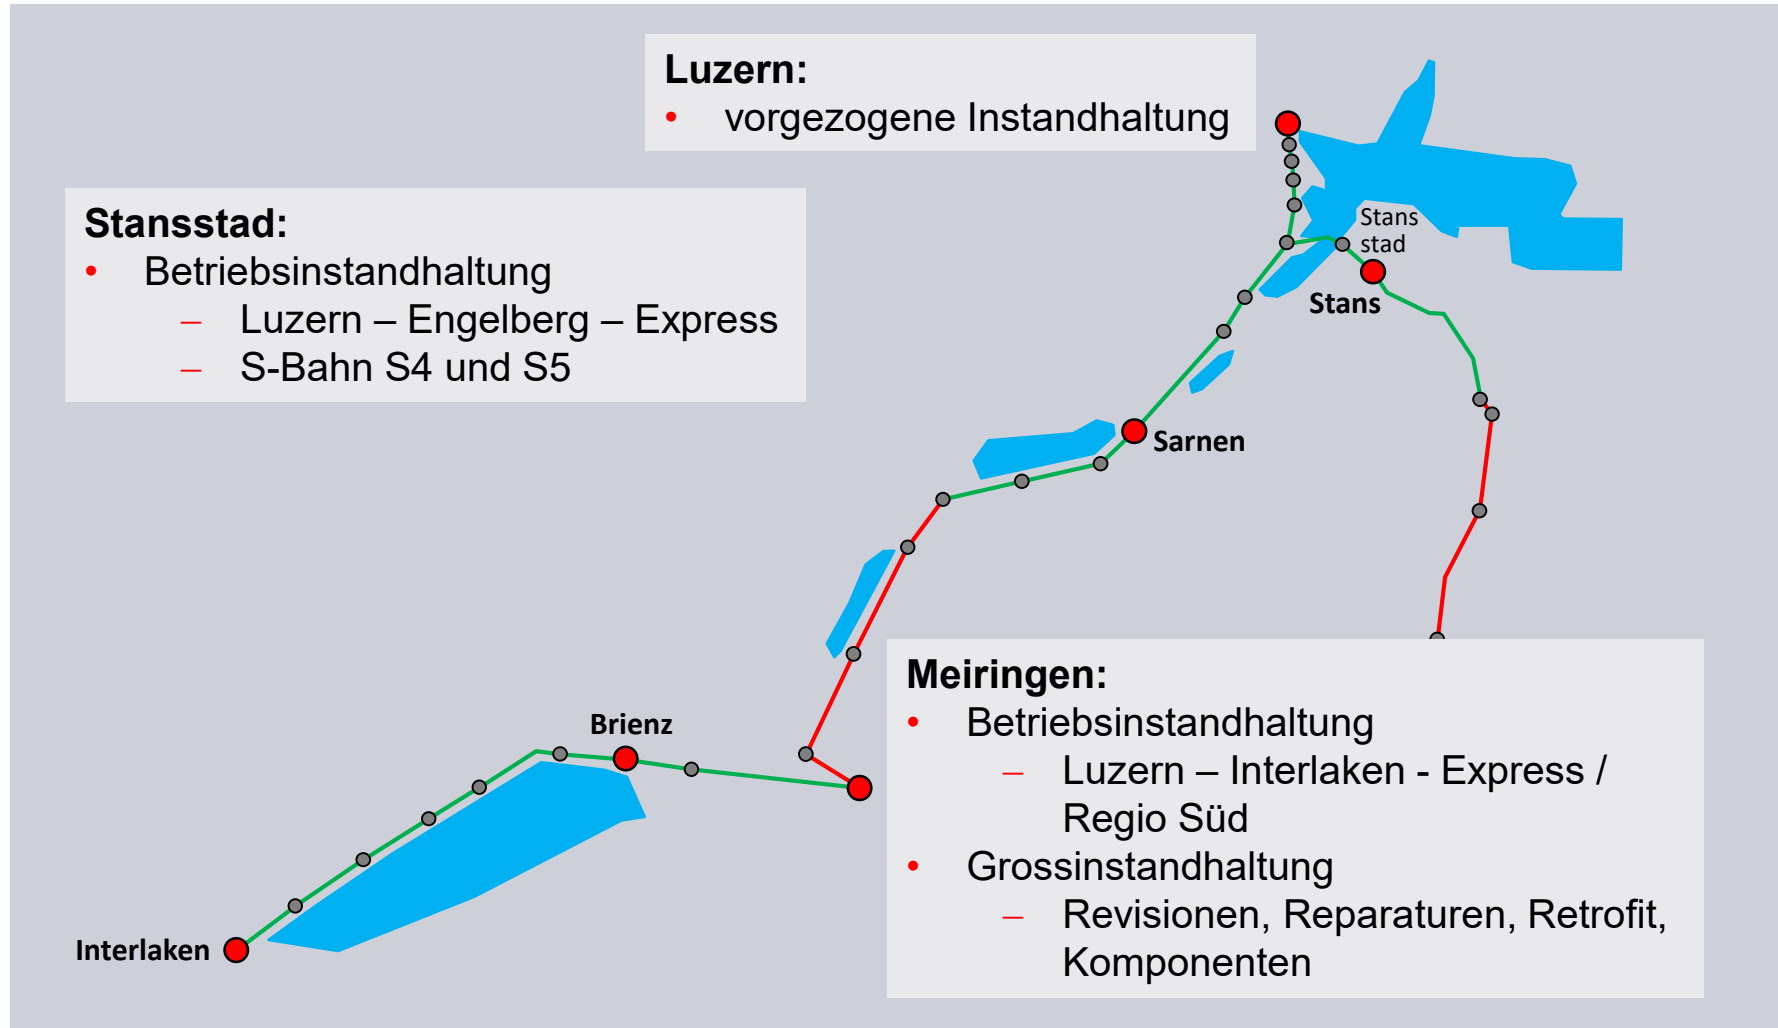 Luzern:
• vorgezogene Instandhaltung
Stansstad:
• Betriebsinstandhaltung
– Luzern – Engelberg – Express
– S-Bahn S4 und S5
Stans
stad
Stans
Sarnen
Brienz
Interlaken
Meiringen:
• Betriebsinstandhaltung
– Luzern – Interlaken - Express /
Regio Süd
• Grossinstandhaltung
– Revisionen, Reparaturen, Retrofit,
Komponenten